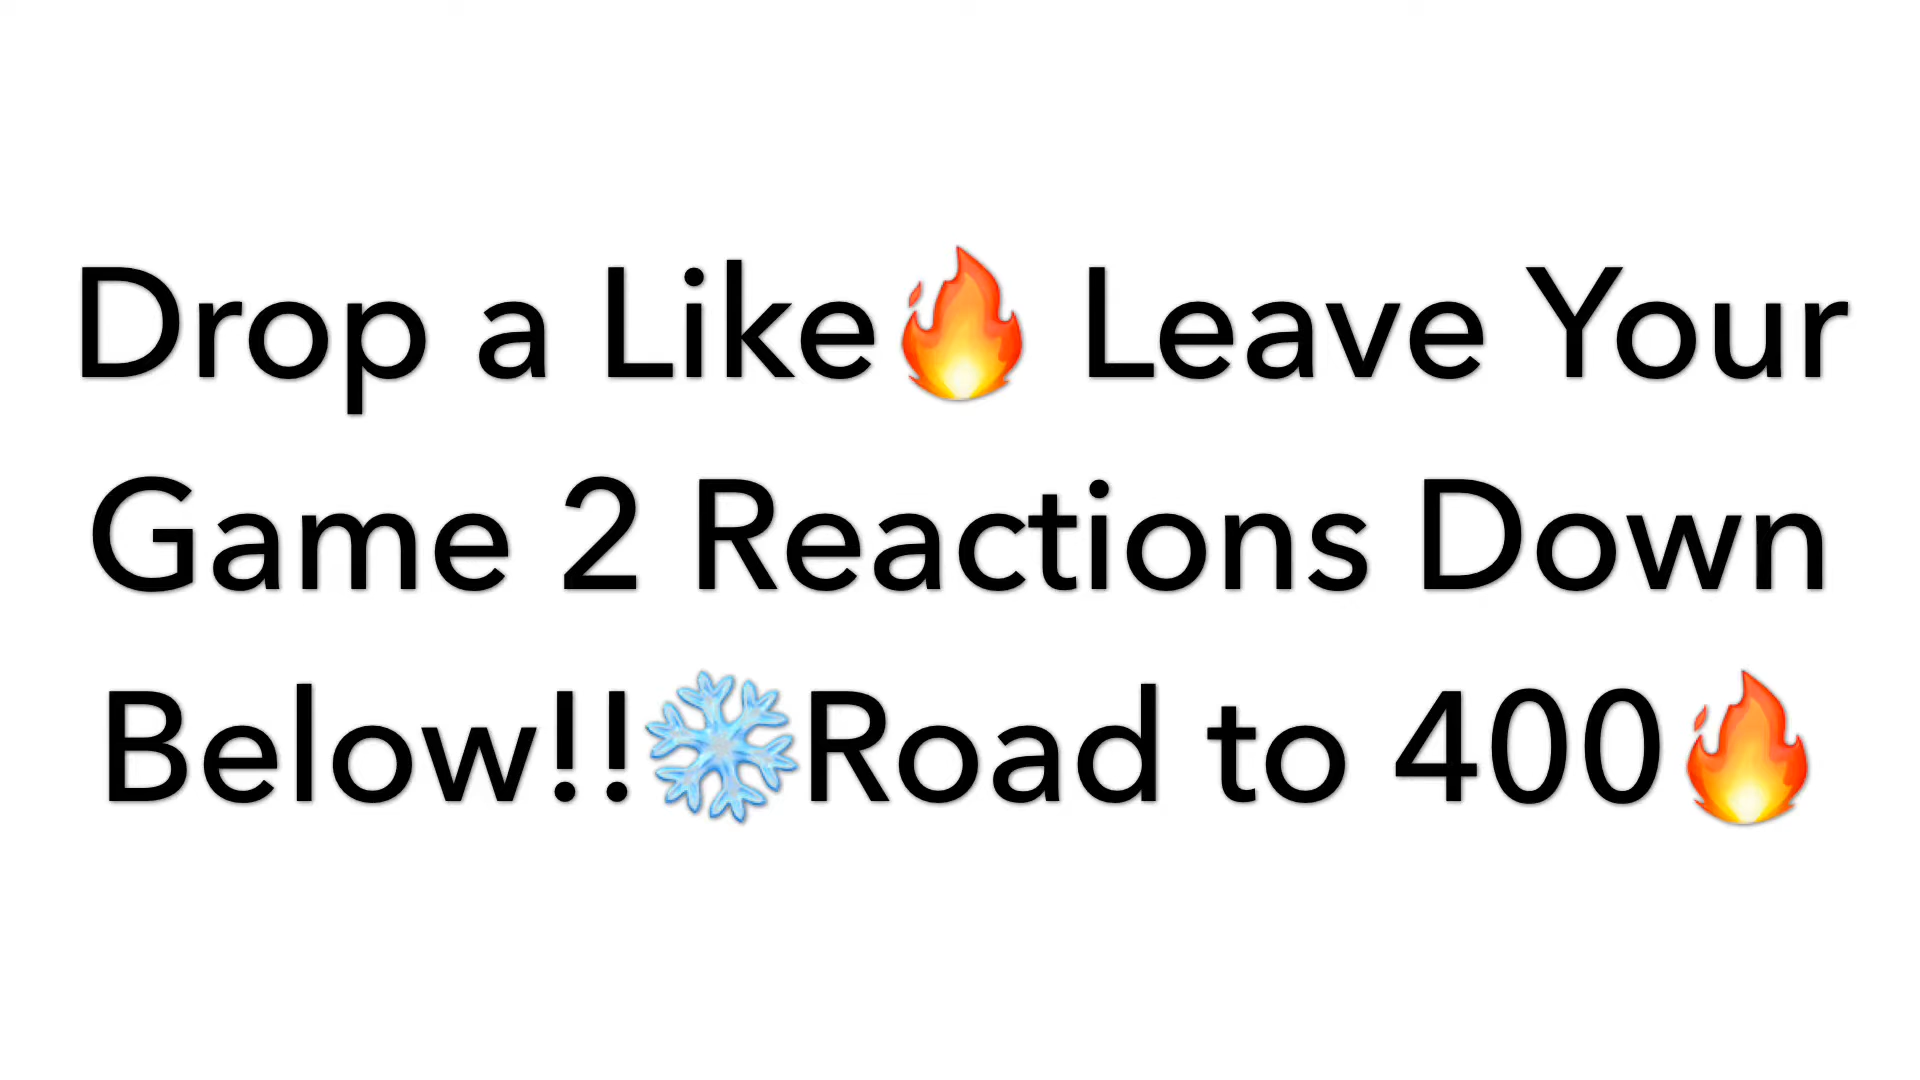 Drop a Like🔥 Leave Your
Game 2 Reactions Down
Below!!❄️Road to 400🔥